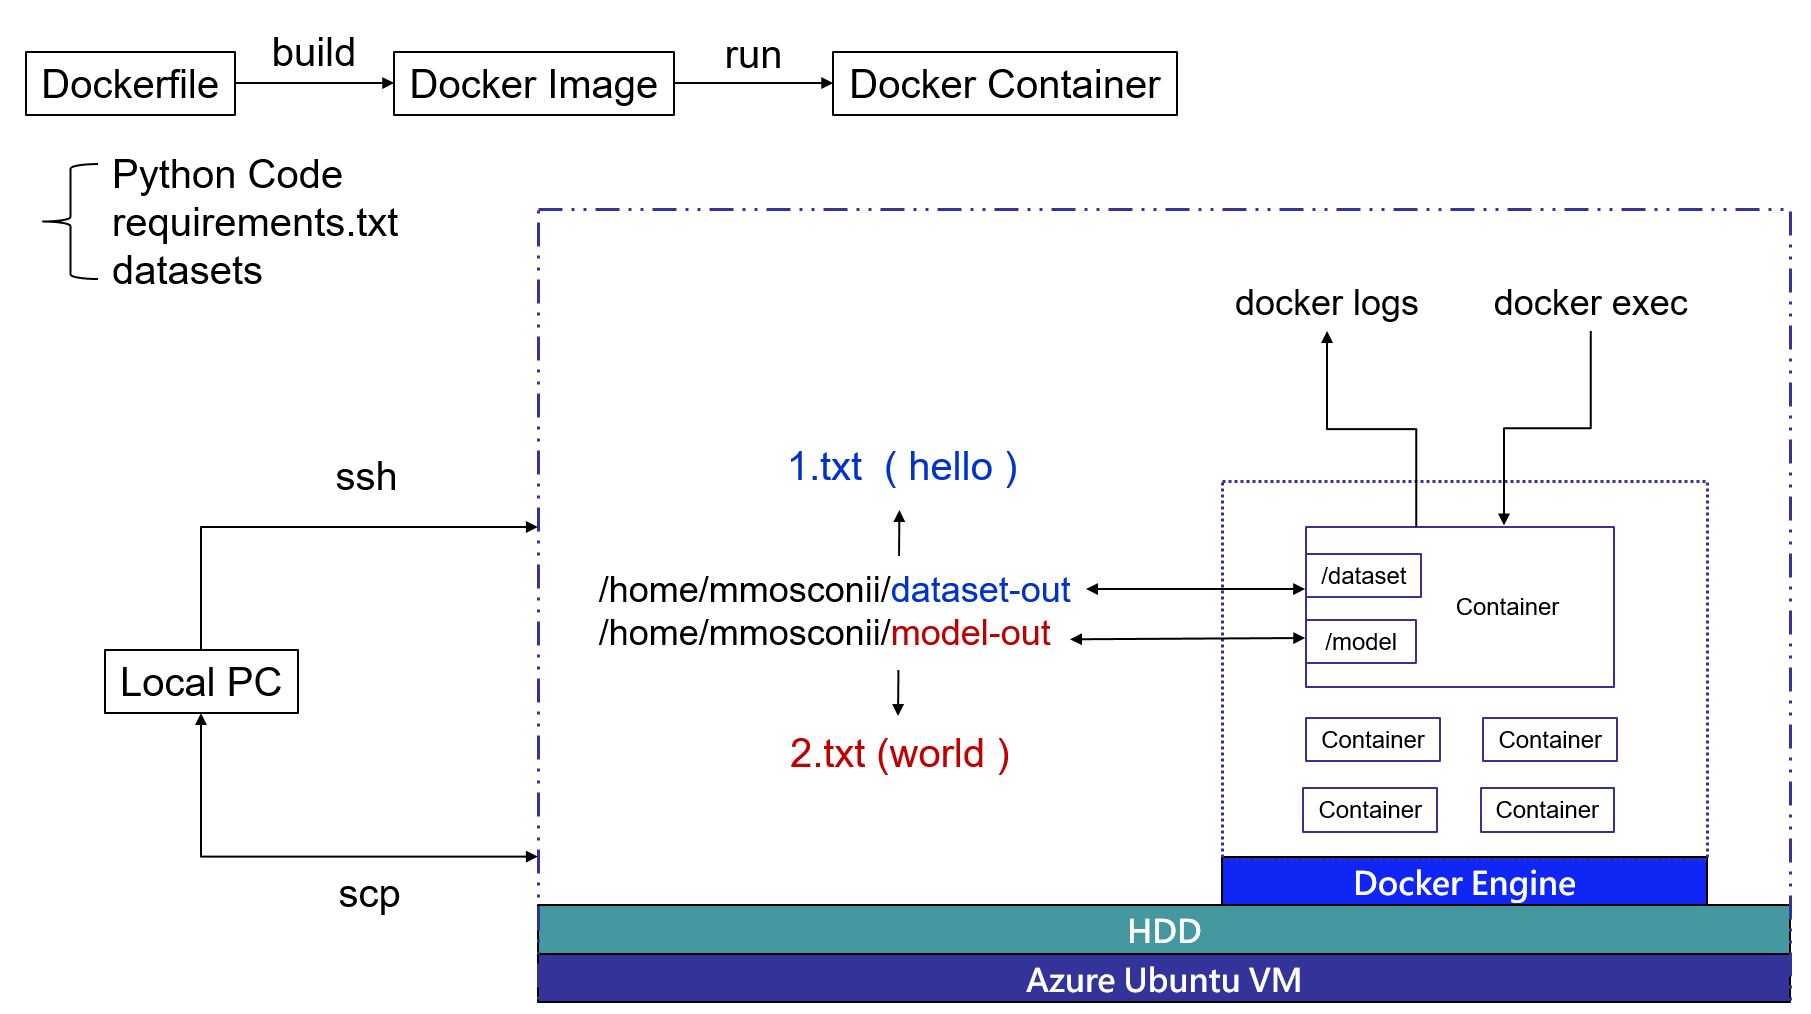 build
run
Dockerfile
Docker Image
Docker Container
Python Code
requirements.txt
datasets
docker logs
docker exec
ssh
1.txt ( hello )
/home/mmosconii/dataset-out
/home/mmosconii/model-out
2.txt (world )
/dataset
Container
/model
Local PC
Container
Container
Container
Container
scp
Docker Engine
HDD
Azure Ubuntu VM